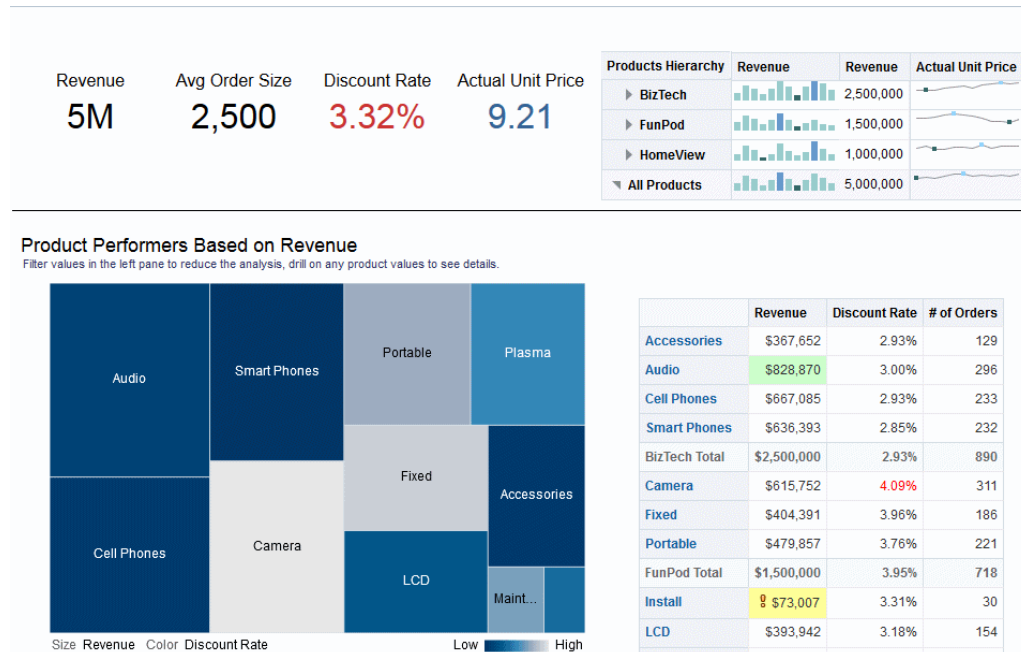 Revenue
5M
Avg Order Size
2,500
Discount Rate
3.32%
Actual Unit Price
9.21
Products Hierarchy Revenue Revenue Actual Unit Price
BizTech 2,500,000
FunPod 1,500,000
HomeView 1,000,000
All Products 5,000,000
Product Performers Based on Revenue
Filter values in the left pane to reduce the analysis, drill on any product values to see details.
Audio
Smart Phones
Portable
Plasma
Cell Phones
Camera
Fixed
Accessories
LCD
Maint...
Size Revenue Color Discount Rate
Low High
Revenue Discount Rate # of Orders
Accessories $367,652 2.93% 129
Audio $828,870 3.00% 296
Cell Phones $667,085 2.93% 233
Smart Phones $636,393 2.85% 232
BizTech Total $2,500,000 2.93% 890
Camera $615,752 4.09% 311
Fixed $404,391 3.96% 186
Portable $479,857 3.76% 221
FunPod Total $1,500,000 3.95% 718
Install $73,007 3.31% 30
LCD $393,942 3.18% 154